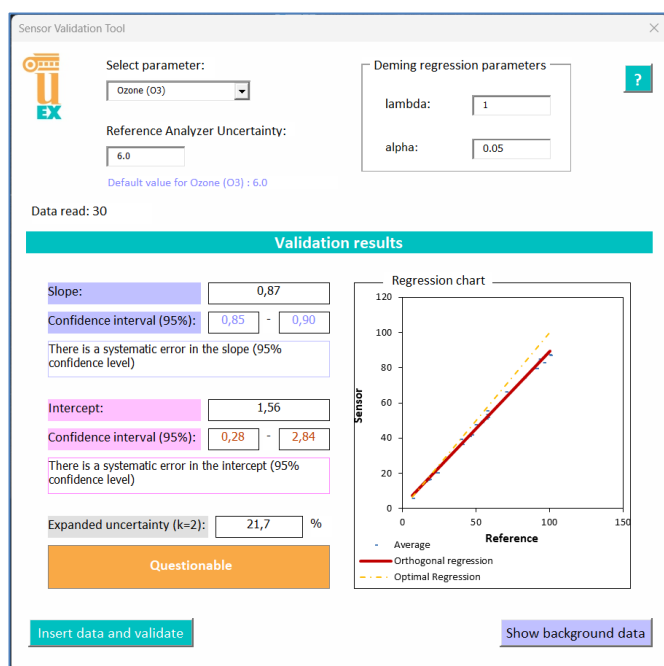 Sensor Validation Tool
UEX
Select parameter:
Ozone (O3)
Reference Analyzer Uncertainty:
6.0
Default value for Ozone (O3) : 6.0
Deming regression parameters
lambda:
1
alpha:
0.05
?
Data read: 30
Validation results
Slope:
0,87
Confidence interval (95%):
0,85 - 0,90
There is a systematic error in the slope (95%
confidence level)
Intercept:
1,56
Confidence interval (95%):
0,28 - 2,84
There is a systematic error in the intercept (95%
confidence level)
Expanded uncertainty (k=2):
21,7 %
Questionable
Regression chart
120
100
80
60
40
20
0
Sensor
0 50 100 150
Reference
Average
Orthogonal regression
Optimal Regression
Insert data and validate
Show background data